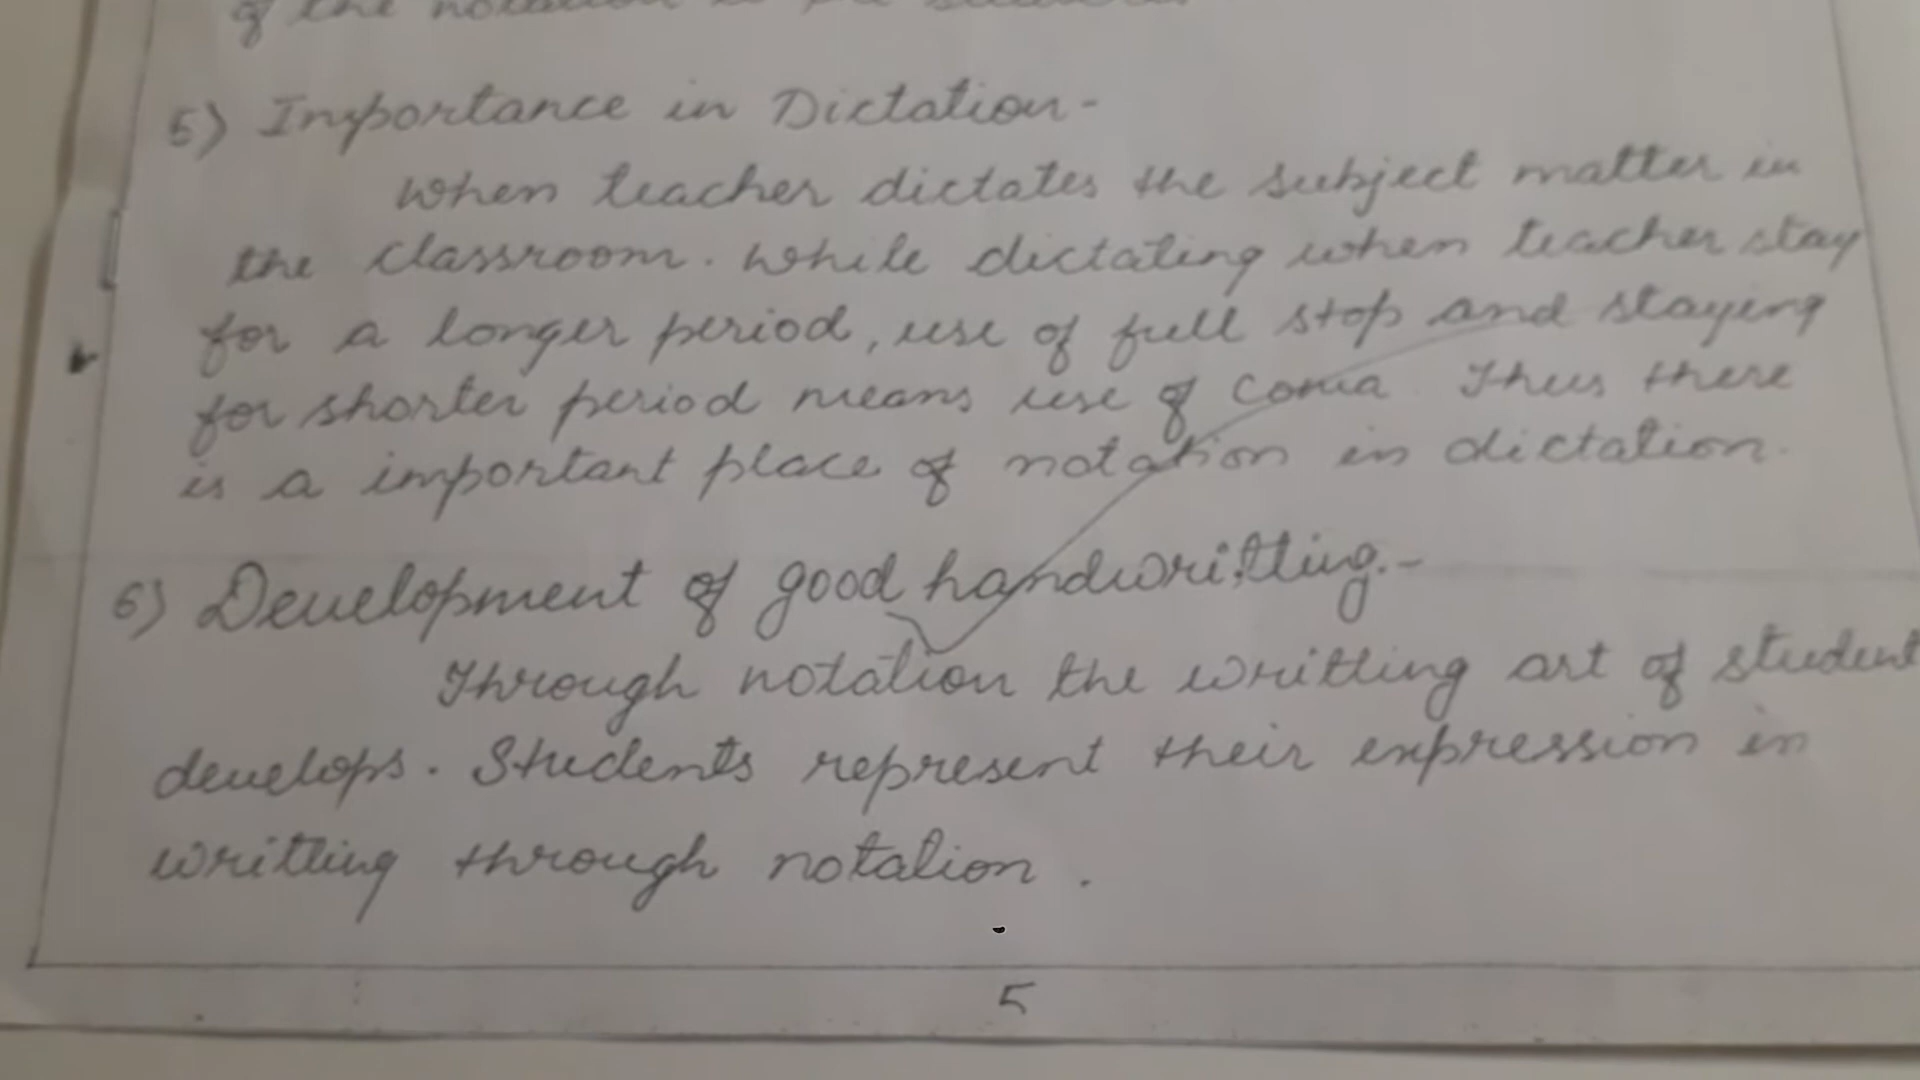 of the notation
5) Importance in Dictation-
When teacher dictates the subject matter in
the classroom. While dictating when teacher stay
for a longer period, use of full stop and staying
for shorter period means use of coma Thus there
is a important place of notation in dictation.
6) Development of good handwritting.-
Through notation the writting art of student
develops. Students represent their expression in
writting through notation.
5